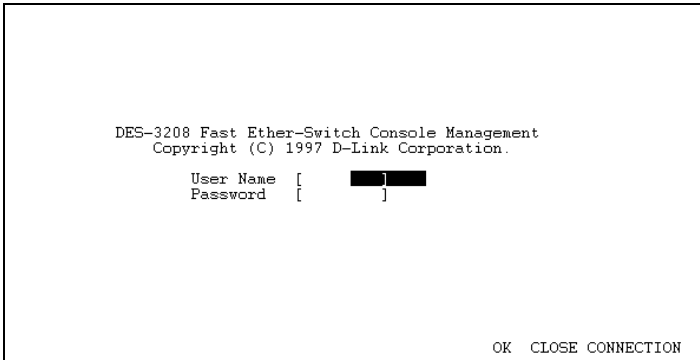 DES-3208 Fast Ether-Switch Console Management
Copyright (C) 1997 D-Link Corporation.
User Name [ ]
Password [ ]
OK CLOSE CONNECTION